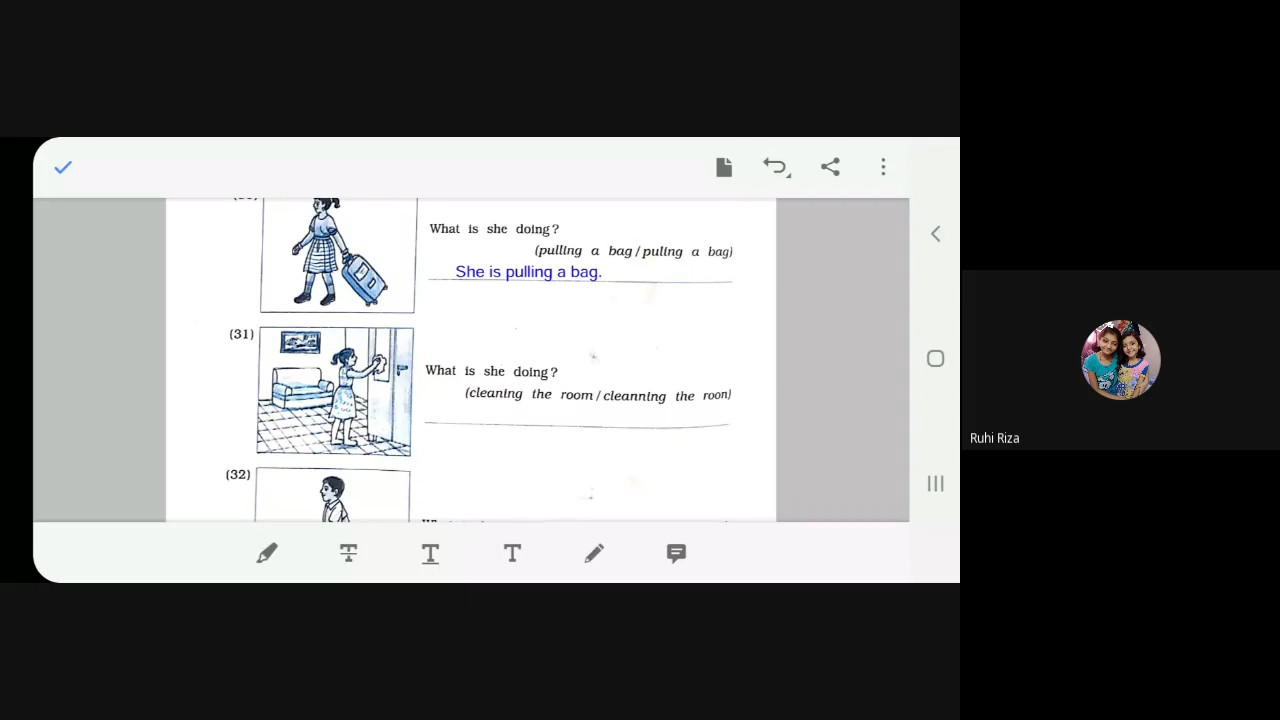 What is she doing?
(pulling a bag/puling a bag)
She is pulling a bag.
(31)
What is she doing?
(cleaning the room/cleanning the roon)
(32)
Ruhi Riza